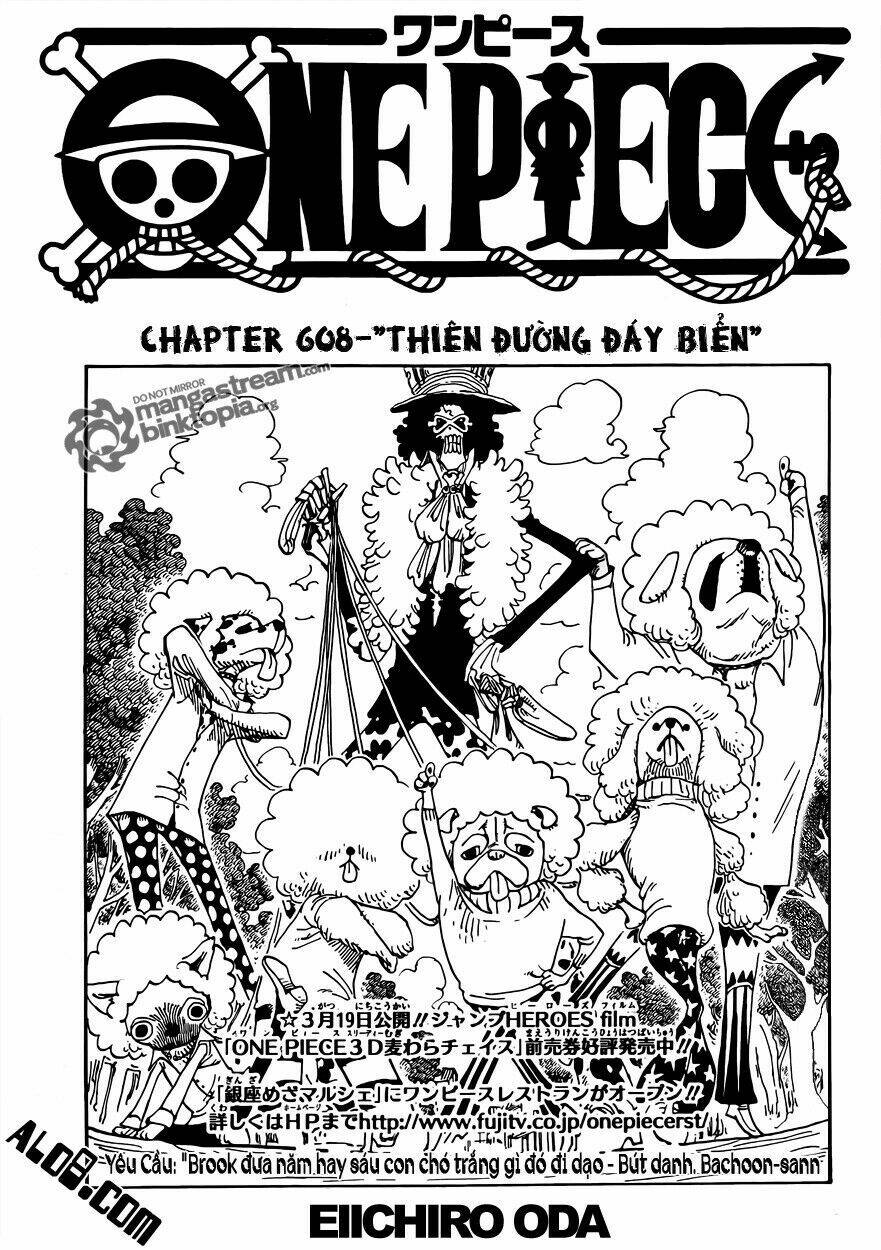 ワンピース
ONE PIECE
CHAPTER 608-"THIÊN ĐƯỜNG ĐÁY BIỂN"
DO NOT MIRROR
mangastream.com
binktopia.org
☆3月19日公開!!ジャンプHEROES film
「ONE PIECE3D麦わらチェイス」前売券好評発売中!!
「銀座めざマルシェ」にワンピースレストランがオープン!!
詳しくはHPまでhttp://www.fujitv.co.jp/onepiecerst/
Yêu Cầu: "Brook đưa năm hay sáu con chó trắng gì đó đi dạo - Bút danh. Bachoon-sann
ALO8.COM
EIICHIRO ODA